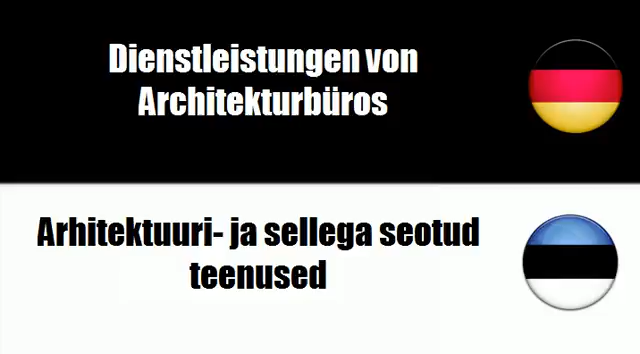 Dienstleistungen von
Architekturbüros
Arhitektuuri- ja sellega seotud
teenused